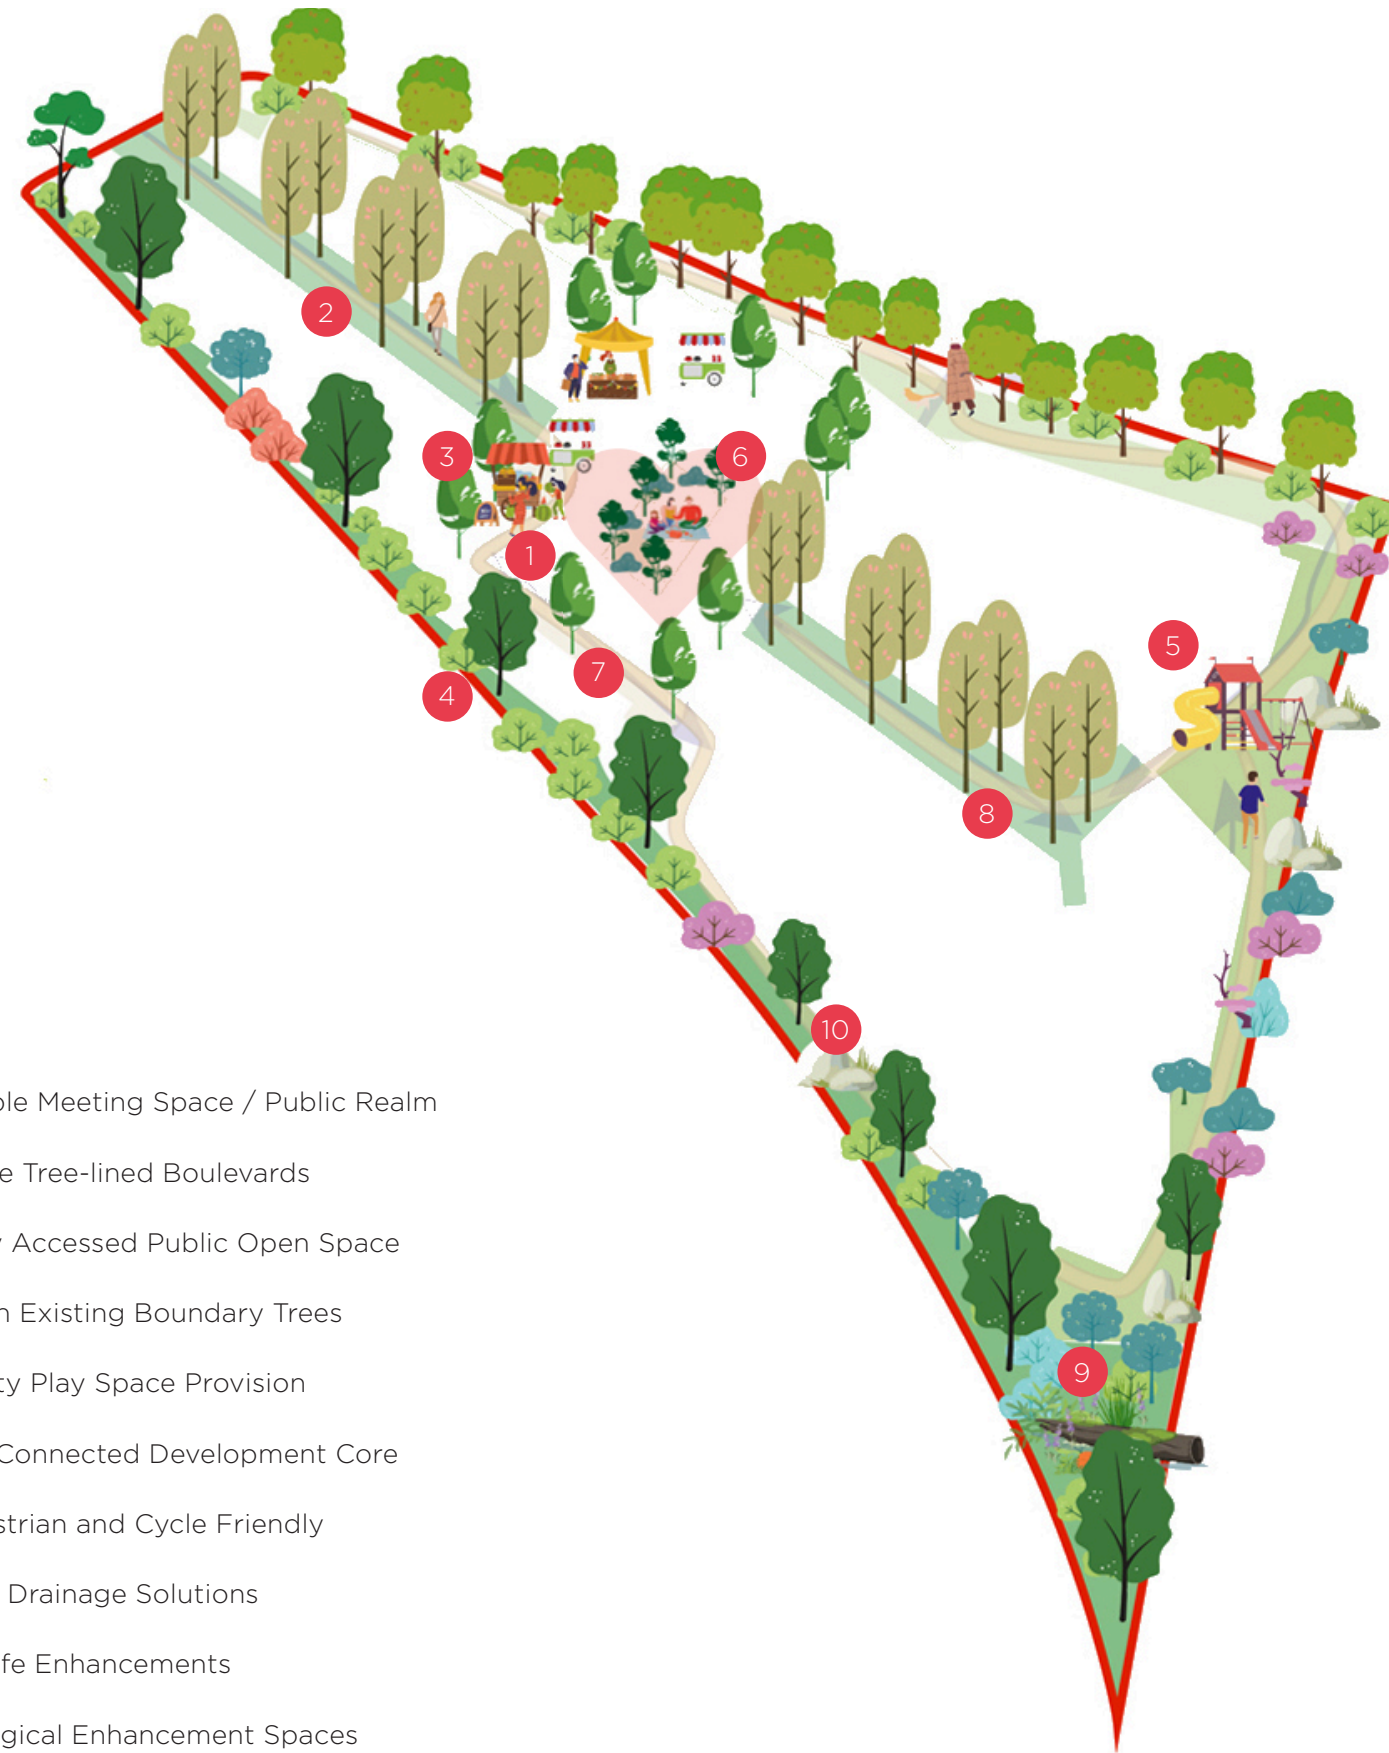 2
3
6
1
5
7
4
8
10
ole Meeting Space / Public Realm
e Tree-lined Boulevards
y Accessed Public Open Space
n Existing Boundary Trees
ty Play Space Provision
9
Connected Development Core
strian and Cycle Friendly
Drainage Solutions
fe Enhancements
gical Enhancement Spaces